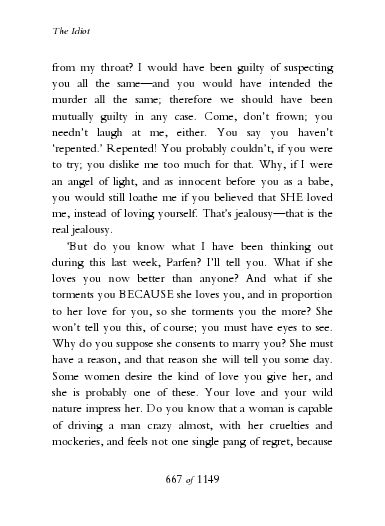 The Idiot
from my throat? I would have been guilty of suspecting
you all the same—and you would have intended the
murder all the same; therefore we should have been
mutually guilty in any case. Come, don't frown; you
needn't laugh at me, either. You say you haven't
'repented.' Repented! You probably couldn't, if you were
to try; you dislike me too much for that. Why, if I were
an angel of light, and as innocent before you as a babe,
you would still loathe me if you believed that SHE loved
me, instead of loving yourself. That's jealousy—that is the
real jealousy.
'But do you know what I have been thinking out
during this last week, Parfen? I'll tell you. What if she
loves you now better than anyone? And what if she
torments you BECAUSE she loves you, and in proportion
to her love for you, so she torments you the more? She
won't tell you this, of course; you must have eyes to see.
Why do you suppose she consents to marry you? She must
have a reason, and that reason she will tell you some day.
Some women desire the kind of love you give her, and
she is probably one of these. Your love and your wild
nature impress her. Do you know that a woman is capable
of driving a man crazy almost, with her cruelties and
mockeries, and feels not one single pang of regret, because
667 of 1149